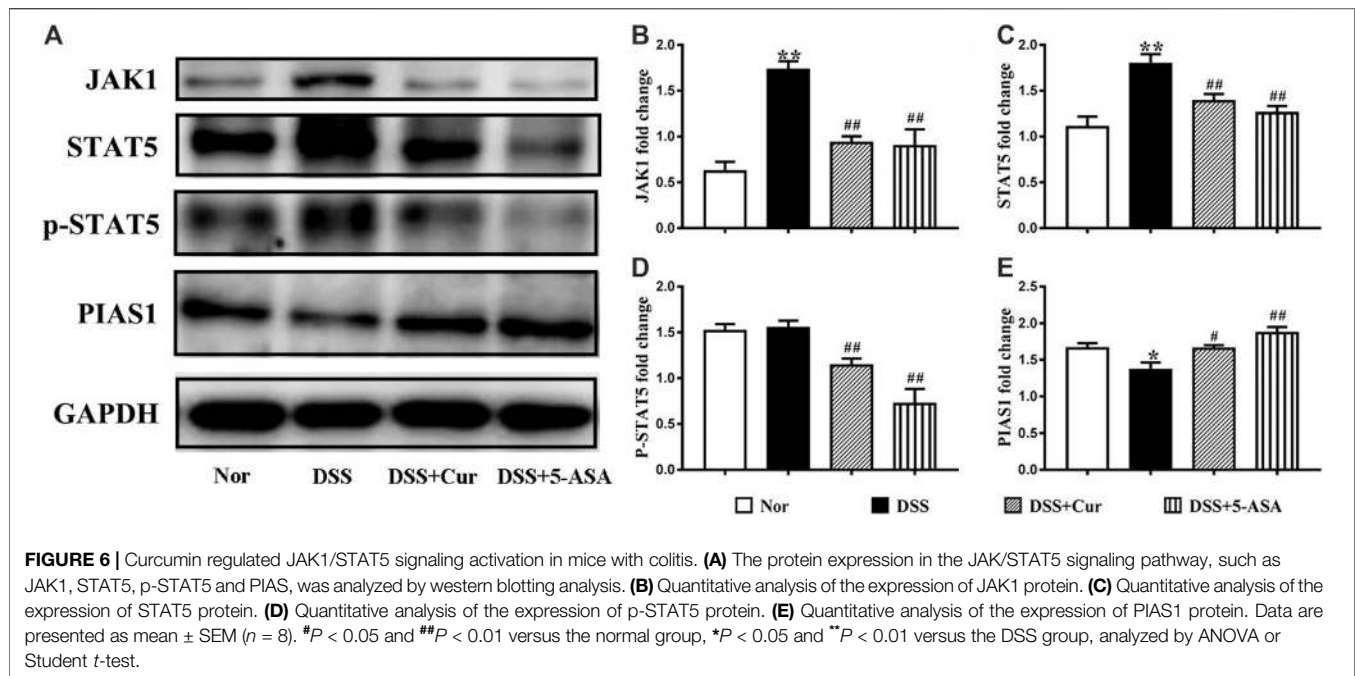 A
JAK1
STAT5
p-STAT5
PIAS1
GAPDH
Nor DSS DSS+Cur DSS+5-ASA
B
JAK1 fold change
2.0
1.5
1.0
0.5
0.0
**
##
##
C
STAT5 fold change
2.0
1.5
1.0
0.5
0.0
**
##
##
D
P-STAT5 fold change
2.0
1.5
1.0
0.5
0.0
##
##
E
PIAS1 fold change
2.5
2.0
1.5
1.0
0.5
0.0
*
#
##
Nor DSS DSS+Cur DSS+5-ASA
FIGURE 6 | Curcumin regulated JAK1/STAT5 signaling activation in mice with colitis. (A) The protein expression in the JAK/STAT5 signaling pathway, such as
JAK1, STAT5, p-STAT5 and PIAS, was analyzed by western blotting analysis. (B) Quantitative analysis of the expression of JAK1 protein. (C) Quantitative analysis of the
expression of STAT5 protein. (D) Quantitative analysis of the expression of p-STAT5 protein. (E) Quantitative analysis of the expression of PIAS1 protein. Data are
presented as mean ± SEM (n = 8). #P < 0.05 and ##P < 0.01 versus the normal group, *P < 0.05 and **P < 0.01 versus the DSS group, analyzed by ANOVA or
Student t-test.